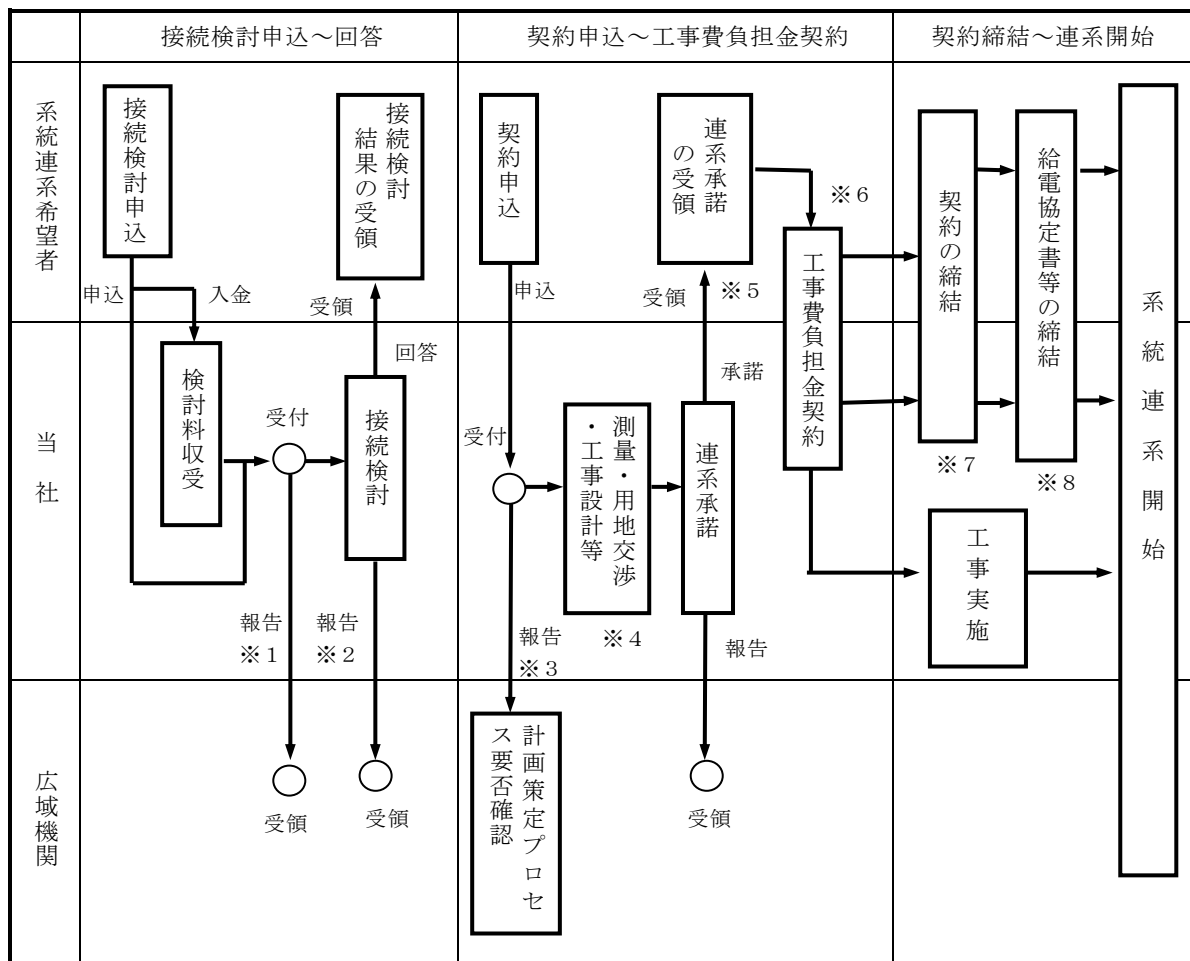 接続検討申込～回答
契約申込～工事費負担金契約
契約締結～連系開始
系統連系希望者
接続検討申込
接続検討
結果の受領
契約申込
連系承諾
の受領
※６
契約の締結
給電協定書等の締結
系統連系開始
申込
入金
受領
申込
受領
※５
工事費負担金契約
当社
検討料収受
受付
回答
接続検討
受付
測量・用地交渉
・工事設計等
承諾
連系承諾
※７
※８
工事実施
報告
※１
報告
※２
報告
※３
※４
報告
広域機関
受領
受領
計画策定プロセ
ス要否確認
受領